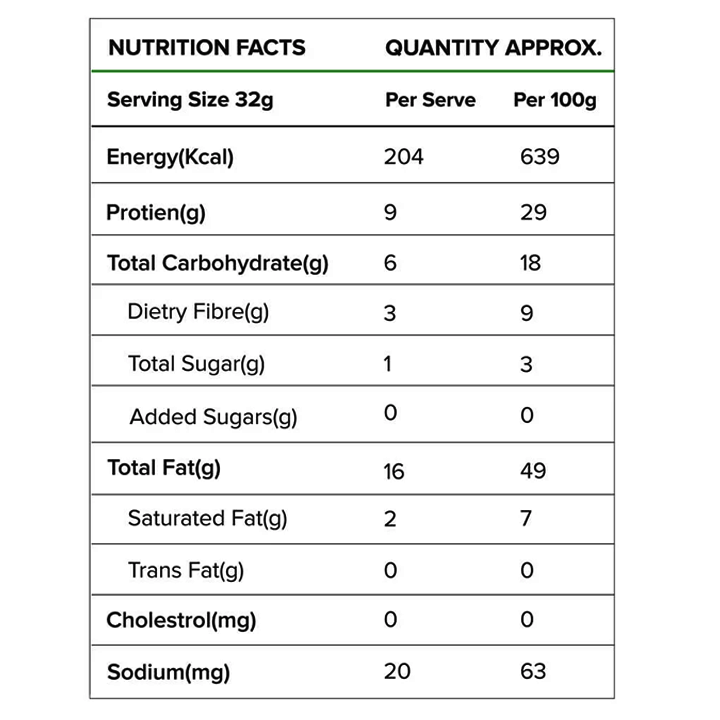 NUTRITION FACTS QUANTITY APPROX.
Serving Size 32g Per Serve Per 100g
Energy(Kcal) 204 639
Protien(g) 9 29
Total Carbohydrate(g) 6 18
Dietry Fibre(g) 3 9
Total Sugar(g) 1 3
Added Sugars(g) 0 0
Total Fat(g) 16 49
Saturated Fat(g) 2 7
Trans Fat(g) 0 0
Cholestrol(mg) 0 0
Sodium(mg) 20 63